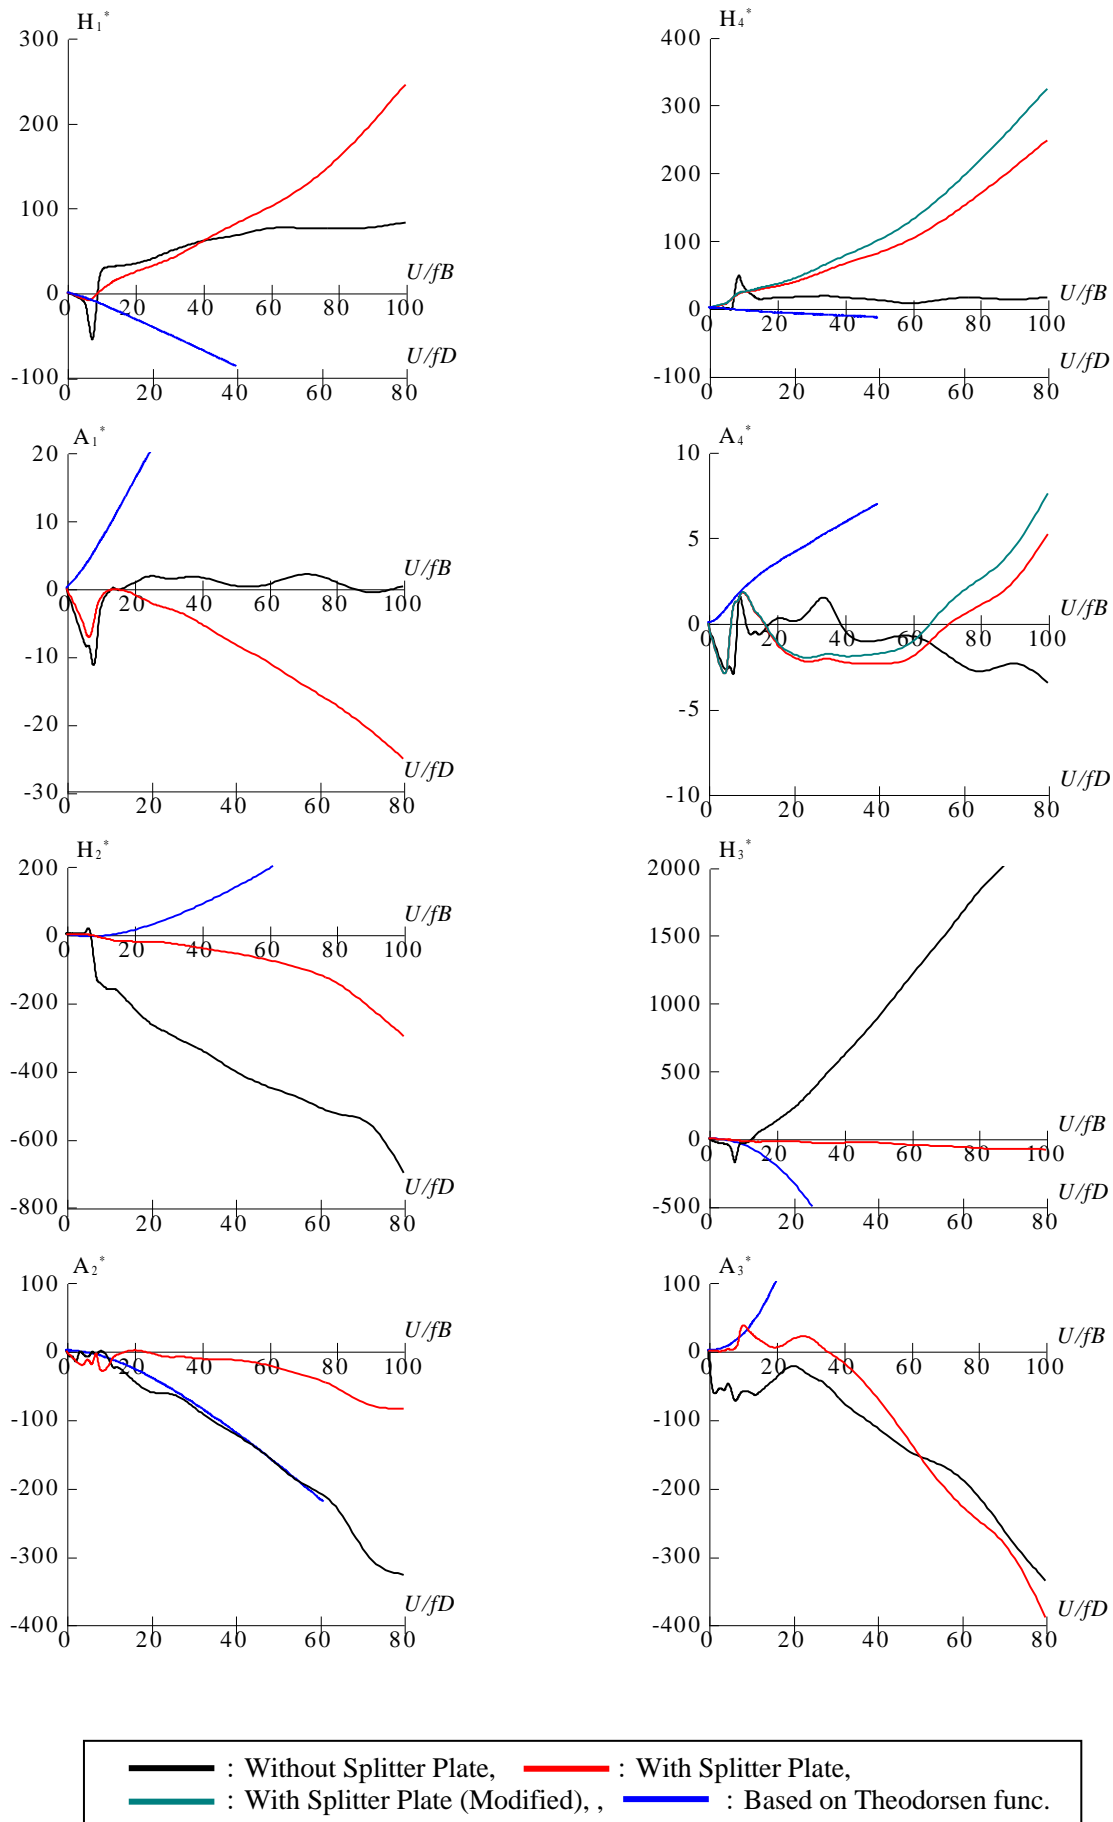 H1* H4*
300 400
200 300
200
100 100
U/fB U/fB
0 0
0 20 40 60 80 100 0 20 40 60 80 100
U/fD U/fD
-100 -100
0 20 40 60 80 0 20 40 60 80
A1* A4*
20 10
10 5
U/fB U/fB
0 0
0 20 40 60 80 100 0 20 40 60 80 100
-10 -5
-20
U/fD U/fD
-30 -10
0 20 40 60 80 0 20 40 60 80
H2* H3*
200 2000
U/fB
0 1500
0 20 40 60 80 100
-200 1000
-400 500
U/fB
-600 0
0 20 40 60 80 100
U/fD U/fD
-800 -500
0 20 40 60 80 0 20 40 60 80
A2* A3*
100 100
U/fB U/fB
0 0
0 20 40 60 80 100 0 20 40 60 80 100
-100 -100
-200 -200
-300 -300
U/fD U/fD
-400 -400
0 20 40 60 80 0 20 40 60 80
: Without Splitter Plate, : With Splitter Plate,
: With Splitter Plate (Modified), , : Based on Theodorsen func.